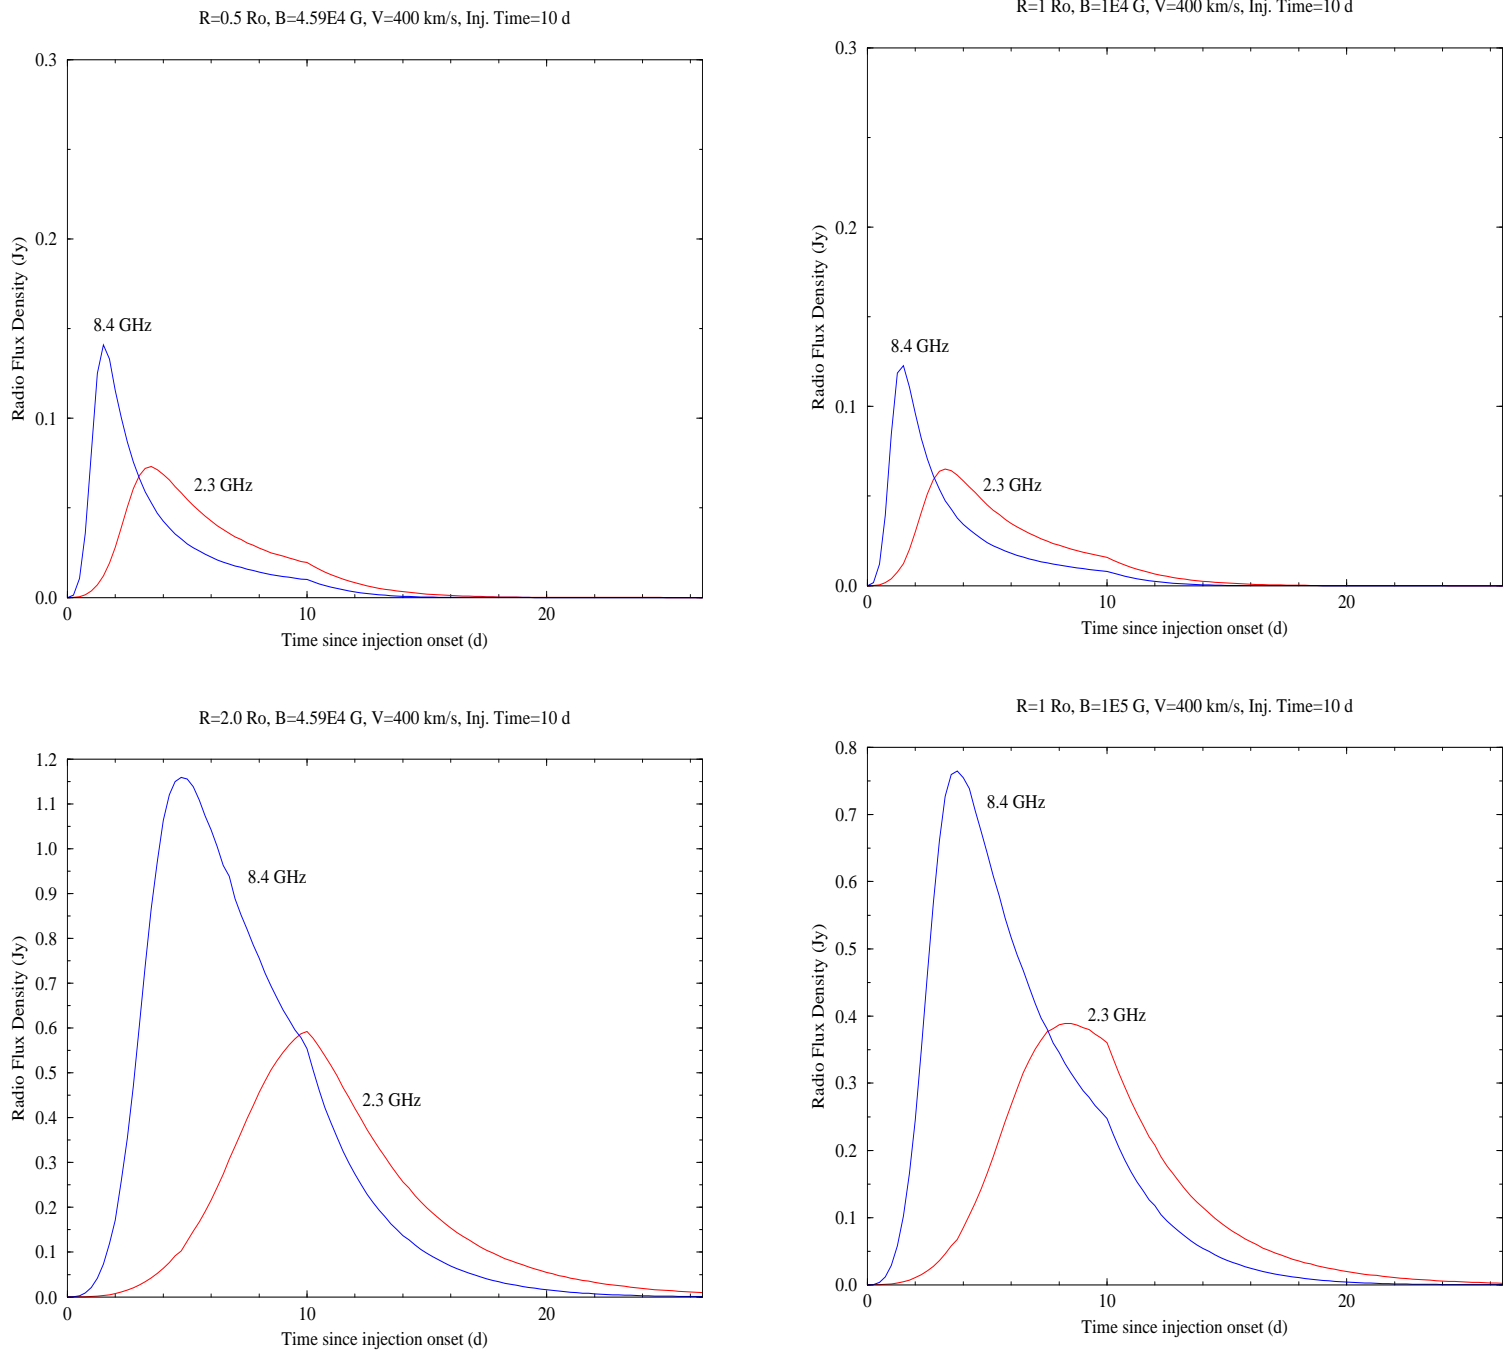 R=0.5 Ro, B=4.59E4 G, V=400 km/s, Inj. Time=10 d
0.3
0.2
0.1
0.0
Radio Flux Density (Jy)
8.4 GHz
2.3 GHz
0
10
20
Time since injection onset (d)
R=1 Ro, B=1E4 G, V=400 km/s, Inj. Time=10 d
0.3
0.2
0.1
0.0
Radio Flux Density (Jy)
8.4 GHz
2.3 GHz
0
10
20
Time since injection onset (d)
R=2.0 Ro, B=4.59E4 G, V=400 km/s, Inj. Time=10 d
1.2
1.1
1.0
0.9
0.8
0.7
0.6
0.5
0.4
0.3
0.2
0.1
0.0
Radio Flux Density (Jy)
8.4 GHz
2.3 GHz
0
10
20
Time since injection onset (d)
R=1 Ro, B=1E5 G, V=400 km/s, Inj. Time=10 d
0.8
0.7
0.6
0.5
0.4
0.3
0.2
0.1
0.0
Radio Flux Density (Jy)
8.4 GHz
2.3 GHz
0
10
20
Time since injection onset (d)